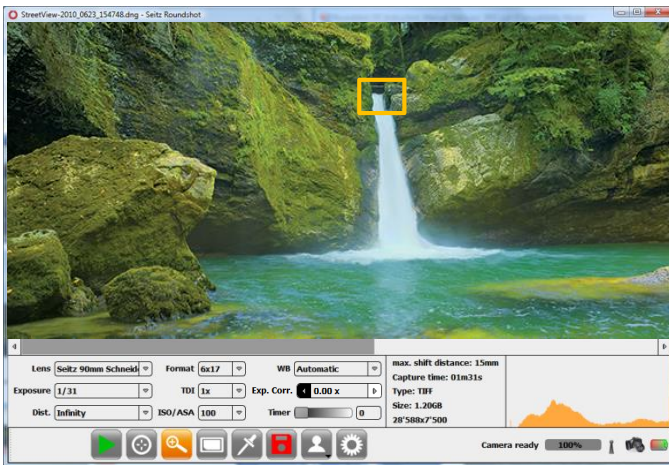 StreetView-2010_0623_154748.dng - Seitz Roundshot
Lens Seitz 90mm Schneid Format 6x17 WB Automatic
Exposure 1/31 TDI 1x Exp. Corr. 0.00 x
Dist. Infinity ISO/ASA 100 Timer 0
max. shift distance: 15mm
Capture time: 01m31s
Type: TIFF
Size: 1.20GB
28'588x7'500
Camera ready 100%